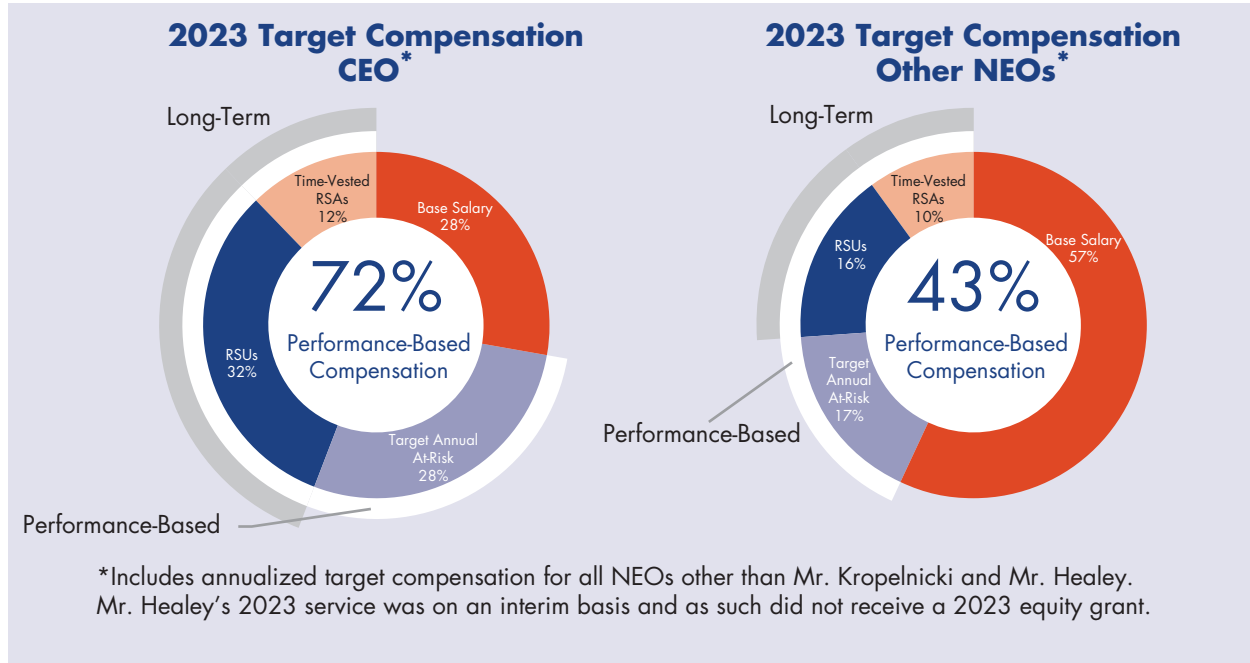 2023 Target Compensation
CEO*
Long-Term
Time-Vested
RSAs
12%
Base Salary
28%
72%
Performance-Based
Compensation
RSUs
32%
Target Annual
At-Risk
28%
Performance-Based
2023 Target Compensation
Other NEOs*
Long-Term
Time-Vested
RSAs
10%
RSUs
16%
Base Salary
57%
43%
Performance-Based
Compensation
Target
Annual
At-Risk
17%
Performance-Based
*Includes annualized target compensation for all NEOs other than Mr. Kropelnicki and Mr. Healey.
Mr. Healey’s 2023 service was on an interim basis and as such did not receive a 2023 equity grant.